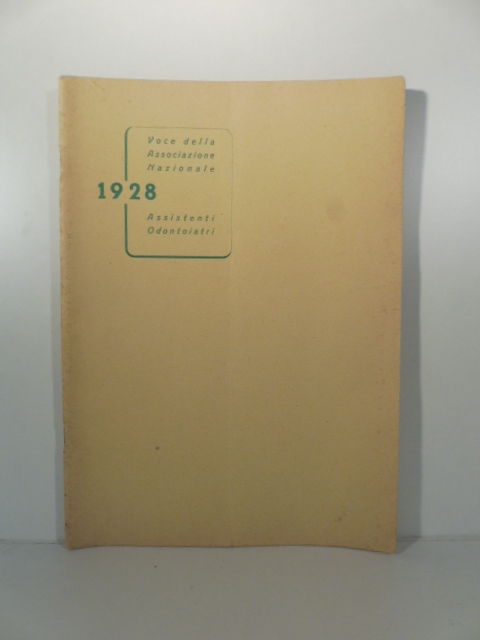 Voce della
Associazione
Nazionale
1928
Assistenti
Odontoiatri